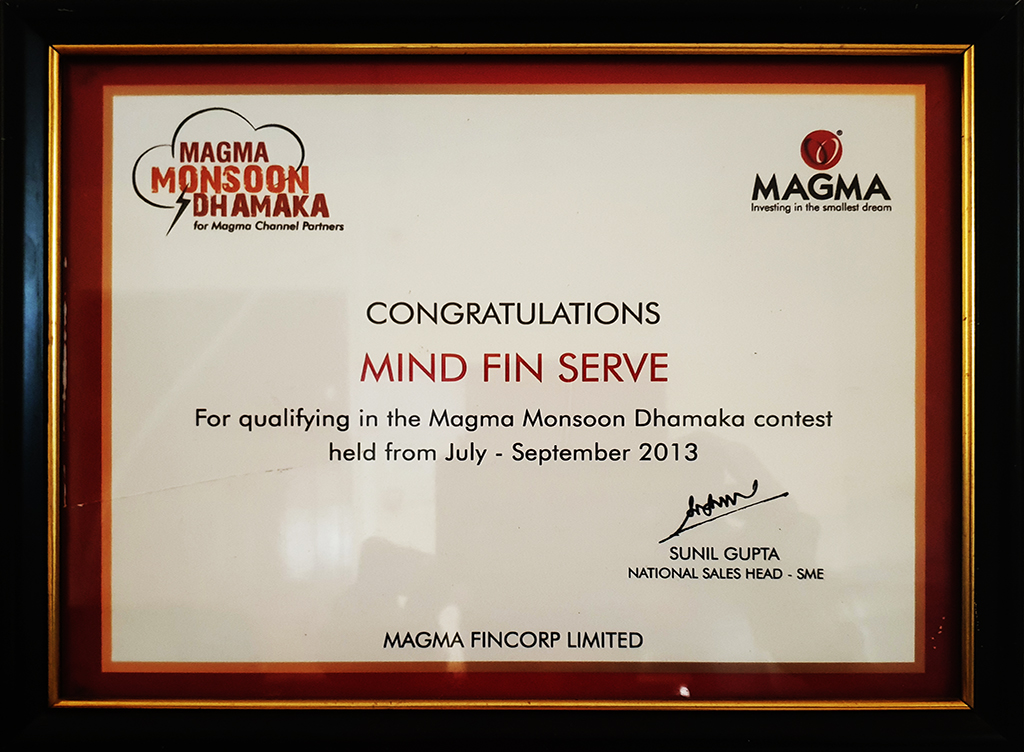 MAGMA
MONSOON
DHAMAKA
for Magma Channel Partners
MAGMA
Investing in the smallest dream
CONGRATULATIONS
MIND FIN SERVE
For qualifying in the Magma Monsoon Dhamaka contest
held from July - September 2013
SUNIL GUPTA
NATIONAL SALES HEAD - SME
MAGMA FINCORP LIMITED